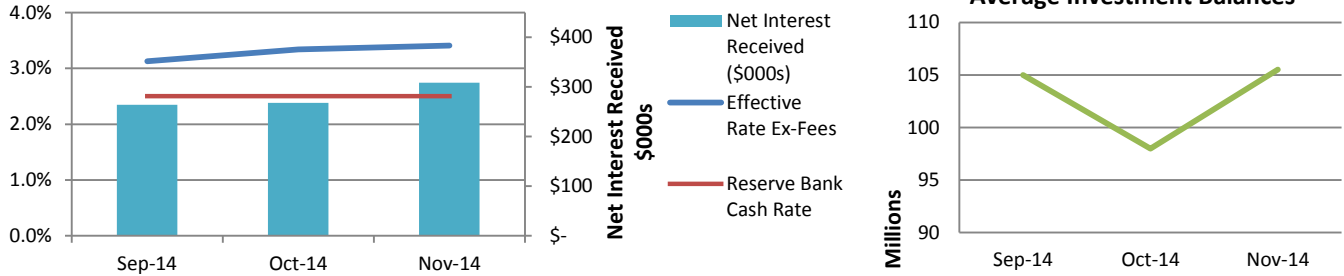 4.0%
3.0%
2.0%
1.0%
0.0%
Sep-14
Oct-14
Nov-14
$400
$300
$200
$100
$-
Net Interest Received
$000s
Net Interest
Received
($000s)
Effective
Rate Ex-Fees
Reserve Bank
Cash Rate
Average Investment Balances
110
105
100
95
90
Millions
Sep-14
Oct-14
Nov-14